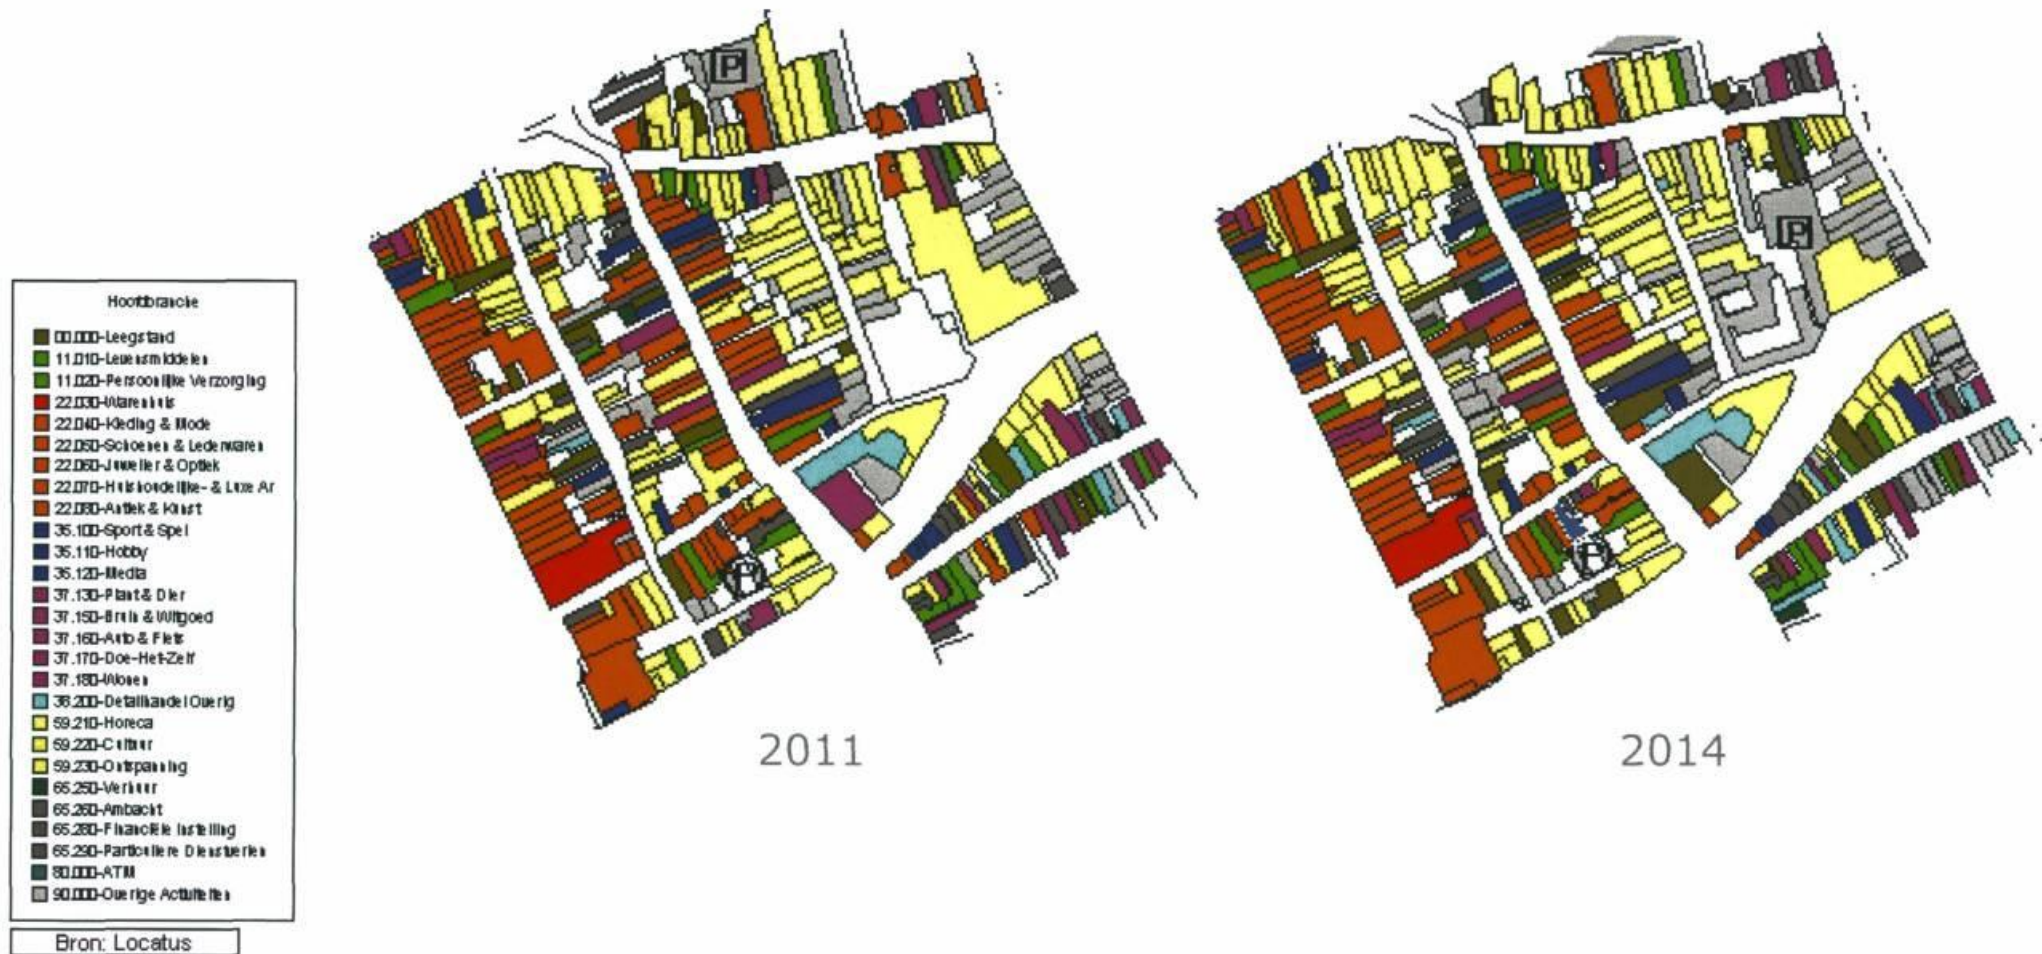 P
P
Hoofdbranche
00.000-Leegstand
11.010-Levensmiddelen
11.020-Persoonlijke Verzorging
22.030-Warenhuis
22.040-Kleding & Mode
22.050-Schoenen & Lederwaren
22.060-Juwelier & Optiek
22.070-Huishoudelijke- & Luxe Ar
22.080-Antiek & Kunst
35.100-Sport & Spel
35.110-Hobby
35.120-Media
37.130-Plant & Dier
37.150-Bruin & Witgoed
37.160-Auto & Fiets
37.170-Doe-Het-Zelf
37.180-Wonen
38.200-Detailhandel Overig
59.210-Horeca
59.220-Cultuur
59.230-Ontspanning
65.250-Verhuur
65.260-Ambacht
65.280-Financiële Instelling
65.290-Particuliere Dienstverlen
80.000-ATM
90.000-Overige Activiteiten
Bron: Locatus
P
P
2011
2014